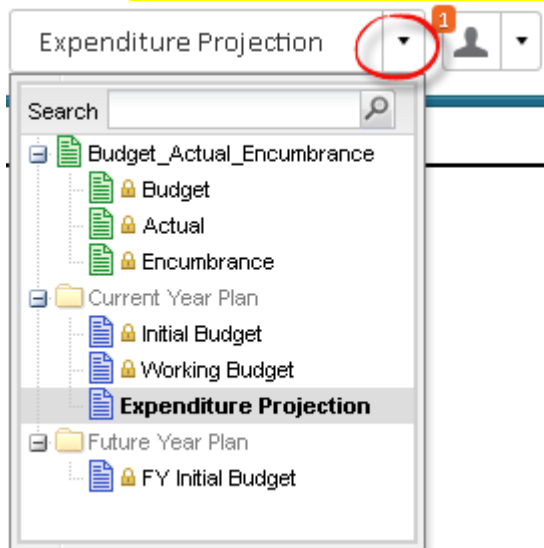 Expenditure Projection
1
Search
Budget_Actual_Encumbrance
Budget
Actual
Encumbrance
Current Year Plan
Initial Budget
Working Budget
Expenditure Projection
Future Year Plan
FY Initial Budget